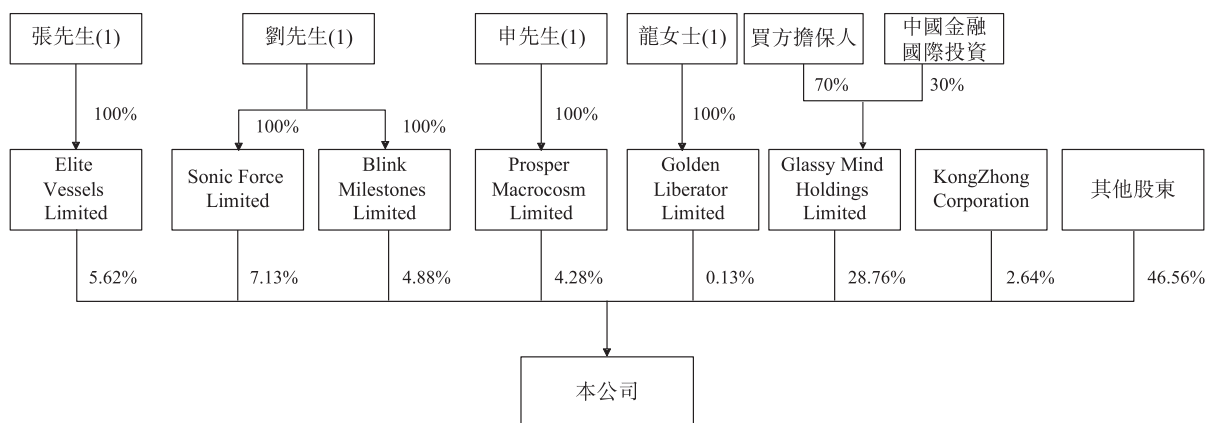 張先生(1)
劉先生(1)
申先生(1)
龍女士(1)
買方擔保人
中國金融
國際投資
70%
30%
100%
100%
100%
100%
100%
Elite
Vessels
Limited
Sonic Force
Limited
Blink
Milestones
Limited
Prosper
Macrocosm
Limited
Golden
Liberator
Limited
Glassy Mind
Holdings
Limited
KongZhong
Corporation
其他股東
5.62%
7.13%
4.88%
4.28%
0.13%
28.76%
2.64%
46.56%
本公司